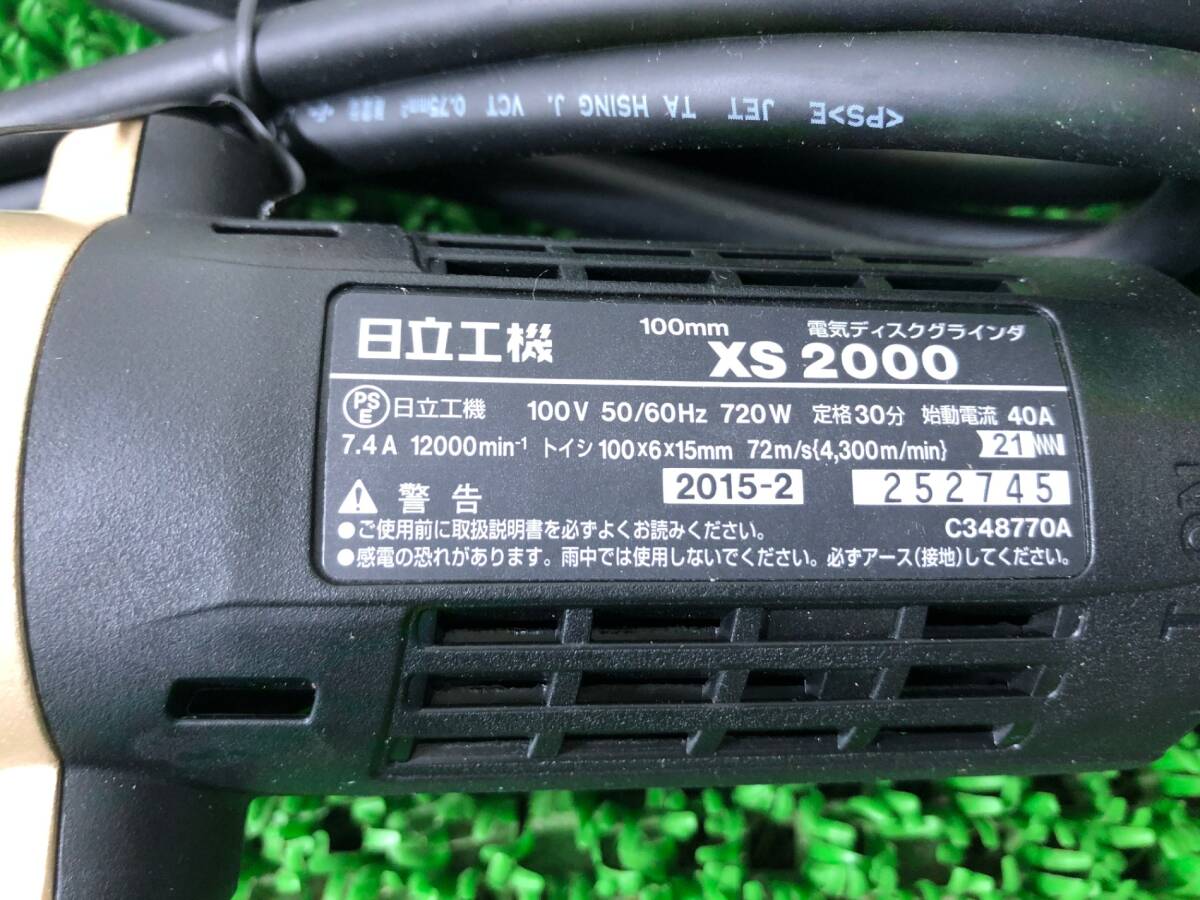 <PS>E JET TA HSING J. VCT 0.75mm²
日立工機 100mm 電気ディスクグラインダ
XS 2000
PSE 日立工機 100V 50/60Hz 720W 定格30分 始動電流 40A
7.4A 12000min⁻¹ トイシ 100×6×15mm 72m/s{4,300m/min} 21
警告 2015-2 252745
●ご使用前に取扱説明書を必ずよくお読みください。 C348770A
●感電の恐れがあります。雨中では使用しないでください。必ずアース(接地)してください。